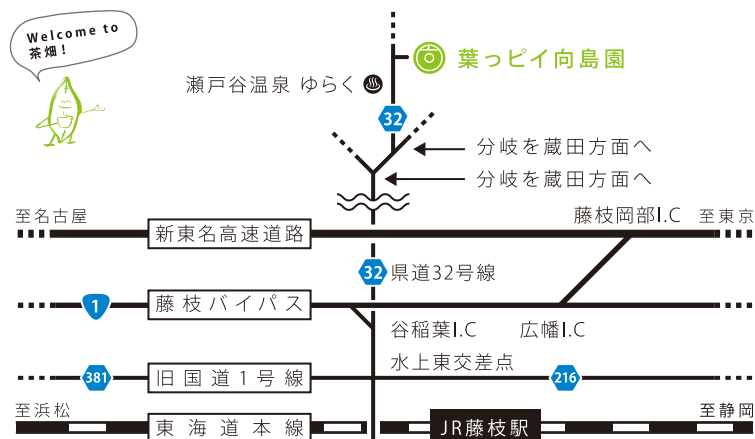 Welcome to
茶畑！
葉っピイ向島園
瀬戸谷温泉 ゆらく
32
分岐を蔵田方面へ
分岐を蔵田方面へ
至名古屋
藤枝岡部I.C
至東京
新東名高速道路
32
県道32号線
1
藤枝バイパス
谷稲葉I.C
広幡I.C
水上東交差点
381
旧国道1号線
216
至浜松
至静岡
東海道本線
JR藤枝駅